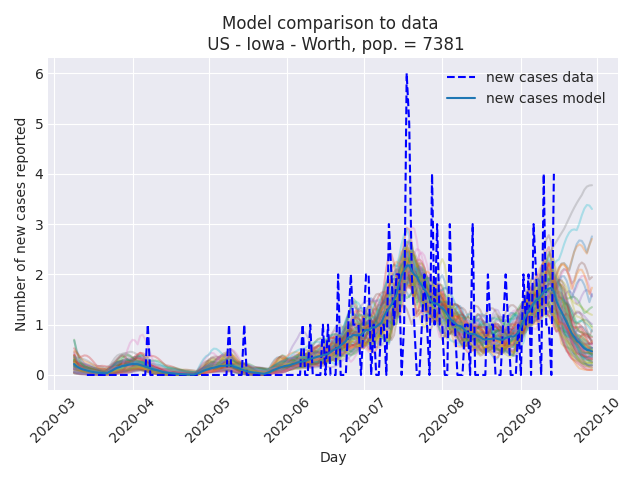 Model comparison to data
US - Iowa - Worth, pop. = 7381
new cases data
new cases model
Number of new cases reported
6
5
4
3
2
1
0
2020-03
2020-04
2020-05
2020-06
2020-07
2020-08
2020-09
2020-10
Day